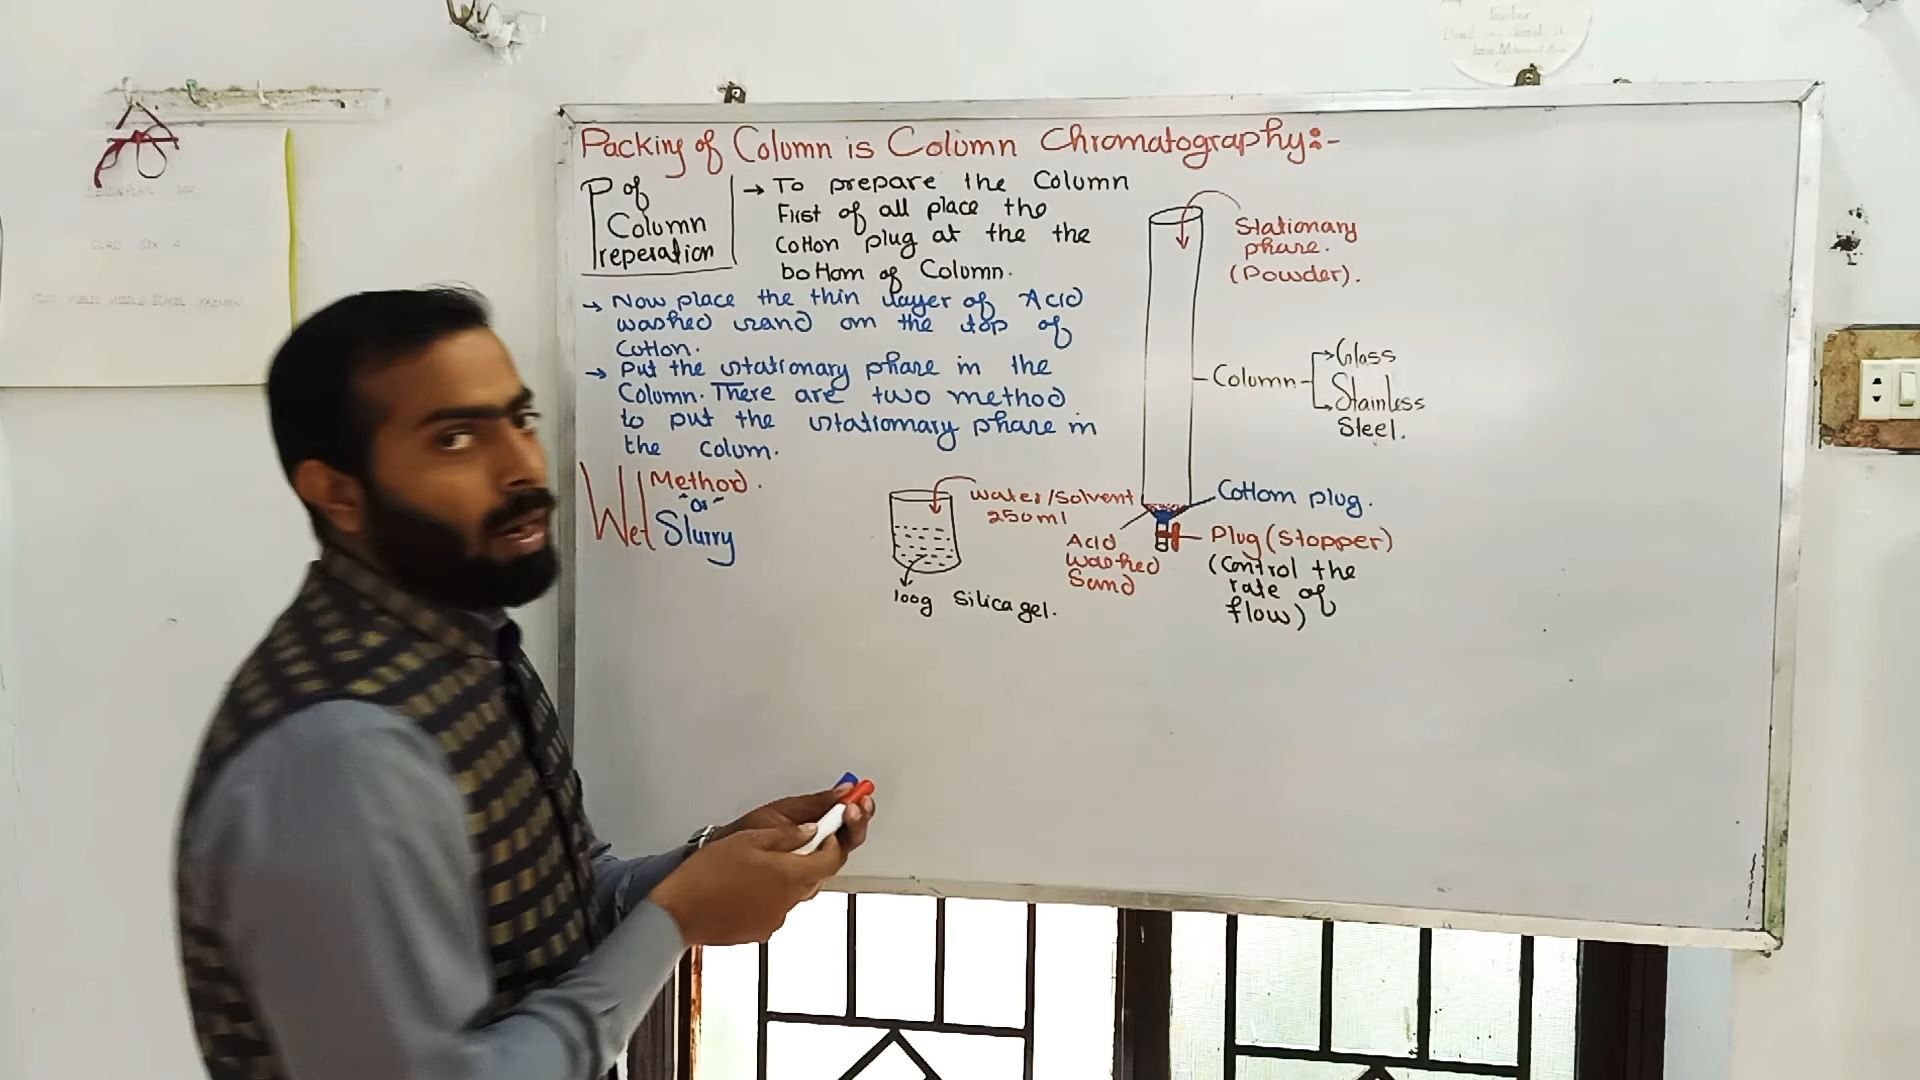 Packing of Column is Column Chromatography:-
P of
Column
reperation
→ To prepare the Column
First of all place the
Cotton plug at the the
bottom of Column.
→ Now place the thin layer of Acid
washed sand on the top of
Cotton.
→ Put the stationary phase in the
Column. There are two method
to put the stationary phase in
the colum.
Wet Method.
"or"
Slurry
water/Solvent
250ml
100g Silica gel.
Stationary
phase.
(Powder).
Column
Glass
Stainless
Steel.
Cottom plug.
Acid
washed
Sand
Plug (Stopper)
(Control the
rate of
flow)